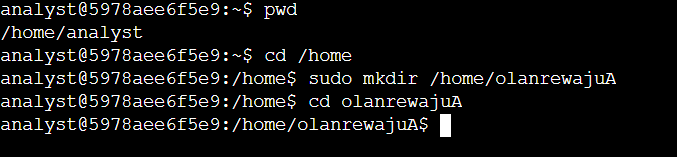 analyst@5978aee6f5e9:~$ pwd
/home/analyst
analyst@5978aee6f5e9:~$ cd /home
analyst@5978aee6f5e9:/home$ sudo mkdir /home/olanrewajuA
analyst@5978aee6f5e9:/home$ cd olanrewajuA
analyst@5978aee6f5e9:/home/olanrewajuA$